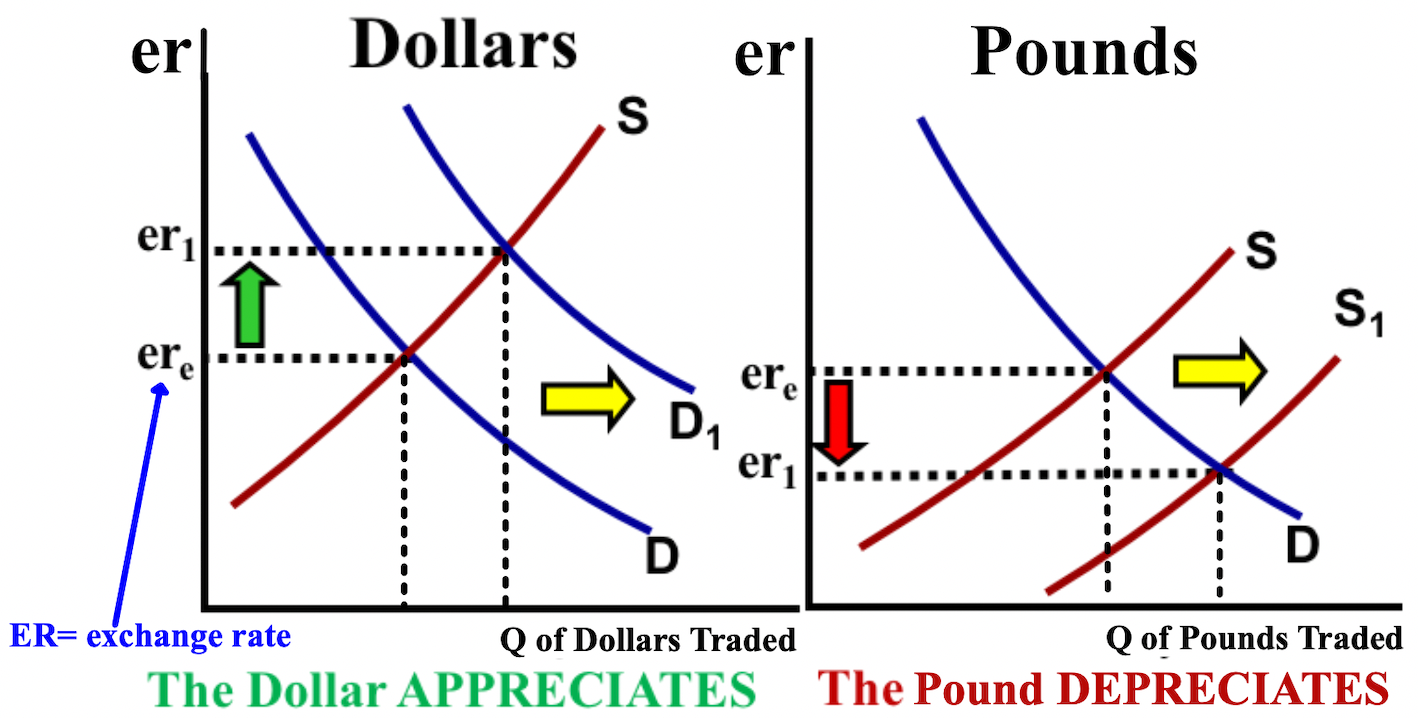 Dollars
er
S
er₁
erₑ
D₁
D
ER= exchange rate
Q of Dollars Traded
The Dollar APPRECIATES
Pounds
er
S
S₁
erₑ
er₁
D
Q of Pounds Traded
The Pound DEPRECIATES